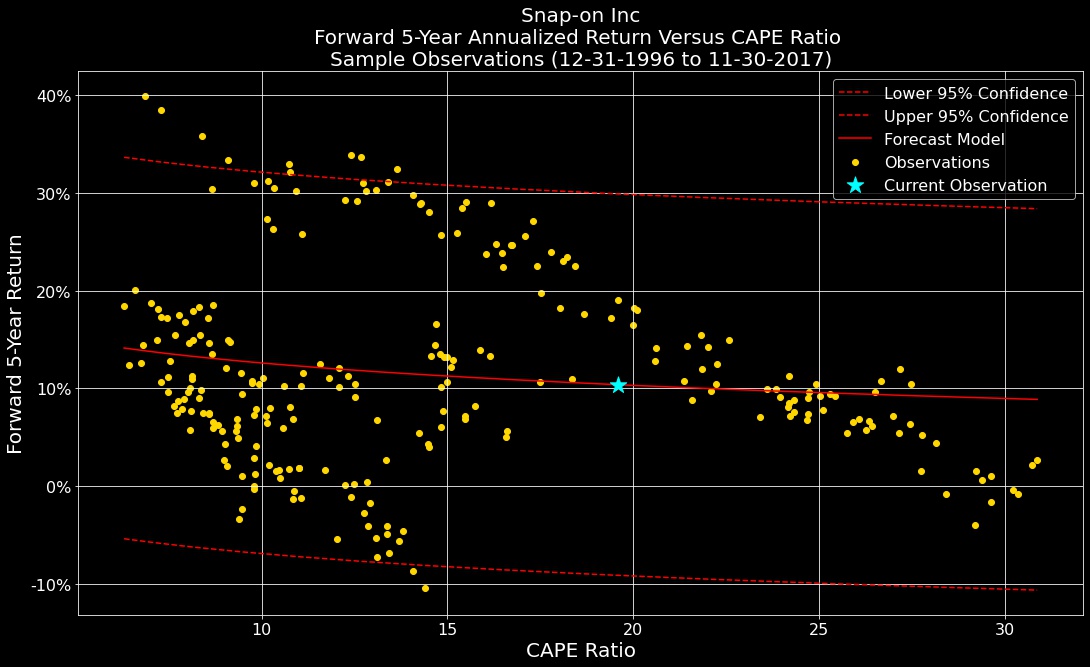 Snap-on Inc
Forward 5-Year Annualized Return Versus CAPE Ratio
Sample Observations (12-31-1996 to 11-30-2017)
Lower 95% Confidence
Upper 95% Confidence
Forecast Model
Observations
Current Observation
Forward 5-Year Return
40%
30%
20%
10%
0%
-10%
10 15 20 25 30
CAPE Ratio